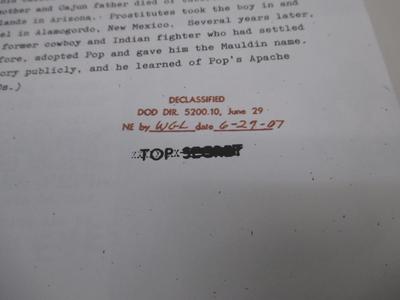 mother and Cajun father died of
lands in Arizona. Prostitutes took the boy in and
el in Alamogordo, New Mexico. Several years later,
former cowboy and Indian fighter who had settled
fore, adopted Pop and gave him the Mauldin name.
ory publicly, and he learned of Pop's Apache
s.)
DECLASSIFIED
DOD DIR. 5200.10, June 29
NE by WGL date 6-27-07
TOP SECRET